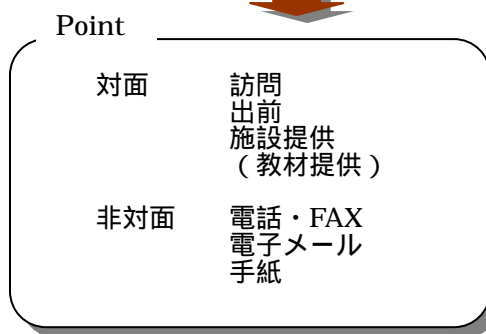 Point
対面　訪問
出前
施設提供
（教材提供）
非対面　電話・FAX
電子メール
手紙